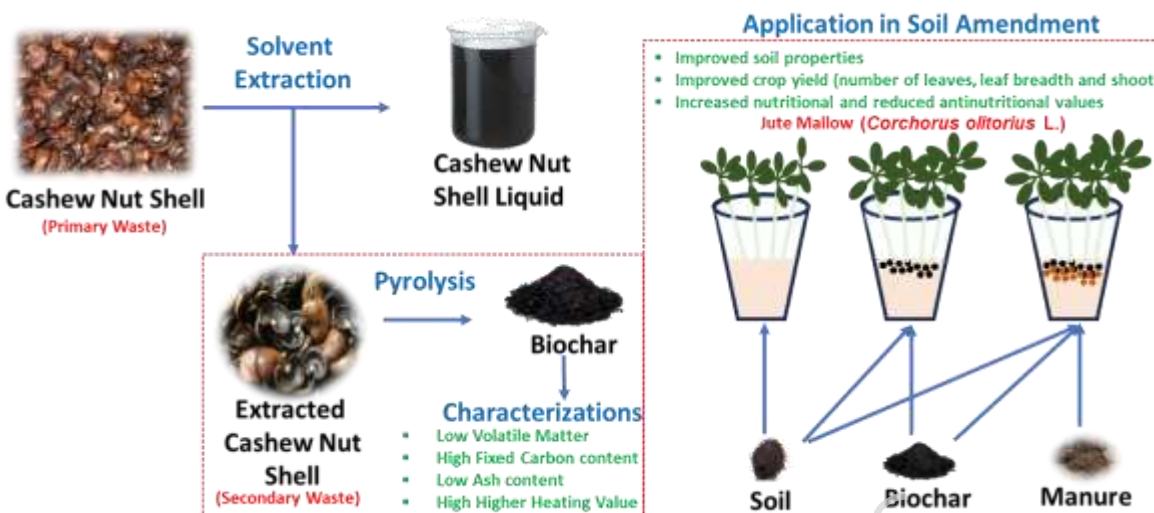 Solvent
Extraction
Cashew Nut Shell
(Primary Waste)
Cashew Nut
Shell Liquid
Pyrolysis
Biochar
Extracted
Cashew Nut
Shell
(Secondary Waste)
Characterizations
▪ Low Volatile Matter
▪ High Fixed Carbon content
▪ Low Ash content
▪ High Higher Heating Value
Application in Soil Amendment
▪ Improved soil properties
▪ Improved crop yield (number of leaves, leaf breadth and shoot
▪ Increased nutritional and reduced antinutritional values
Jute Mallow (Corchorus olitorius L.)
Soil
Biochar
Manure